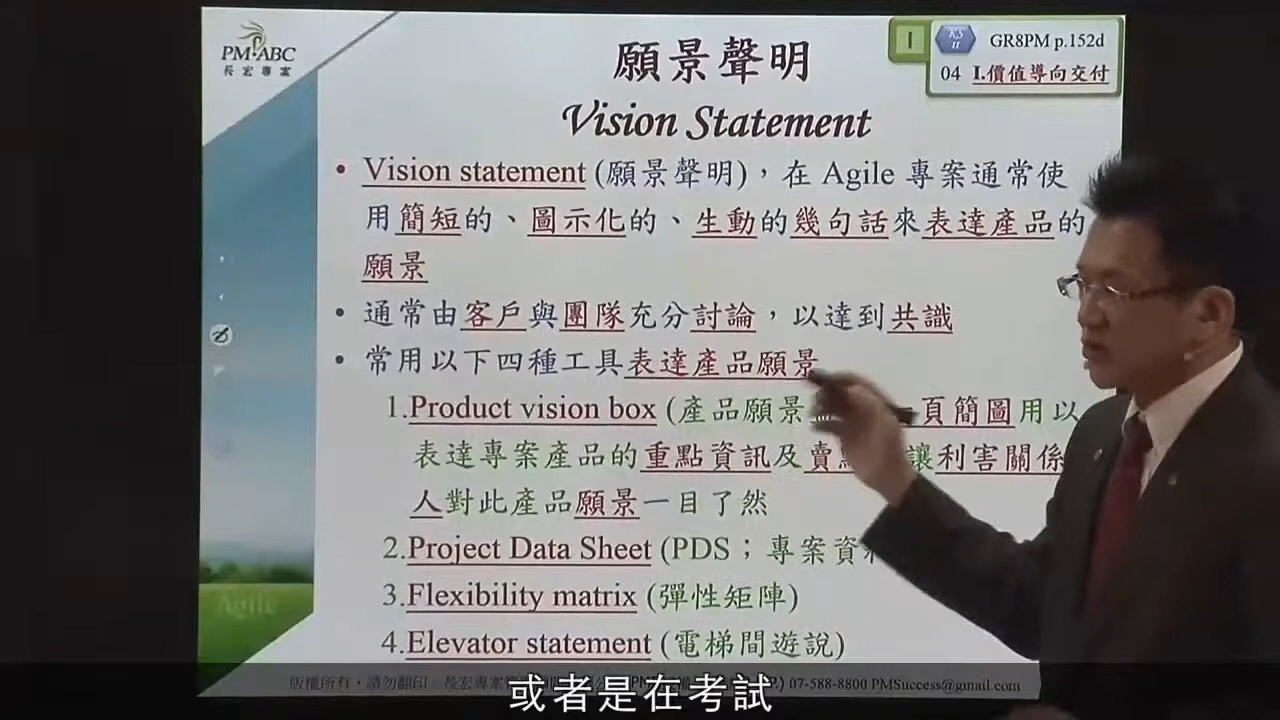 PM ABC
長宏專案
I
KS
11
GR8PM p.152d
04 I.價值導向交付
願景聲明
Vision Statement
• Vision statement (願景聲明)，在 Agile 專案通常使
用簡短的、圖示化的、生動的幾句話來表達產品的
願景
• 通常由客戶與團隊充分討論，以達到共識
• 常用以下四種工具表達產品願景
1.Product vision box (產品願景 一頁簡圖用以
表達專案產品的重點資訊及賣 讓利害關係
人對此產品願景一目了然
2.Project Data Sheet (PDS；專案資
3.Flexibility matrix (彈性矩陣)
4.Elevator statement (電梯間遊說)
Agile
版權所有，請勿翻印。長宏專案 07-588-8800 PMSuccess@gmail.com
或者是在考試